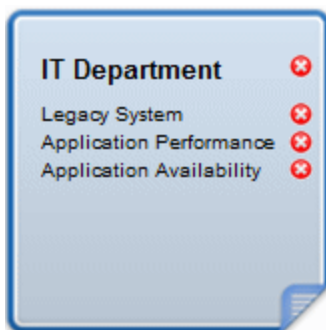 IT Department
Legacy System
Application Performance
Application Availability